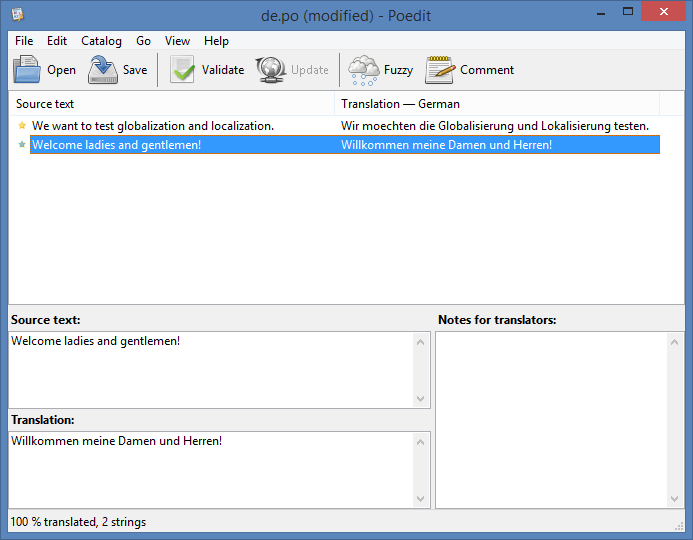 de.po (modified) - Poedit
File Edit Catalog Go View Help
Open Save Validate Update Fuzzy Comment
Source text Translation — German
We want to test globalization and localization. Wir moechten die Globalisierung und Lokalisierung testen.
Welcome ladies and gentlemen! Willkommen meine Damen und Herren!
Source text:
Welcome ladies and gentlemen!
Notes for translators:
Translation:
Willkommen meine Damen und Herren!
100 % translated, 2 strings